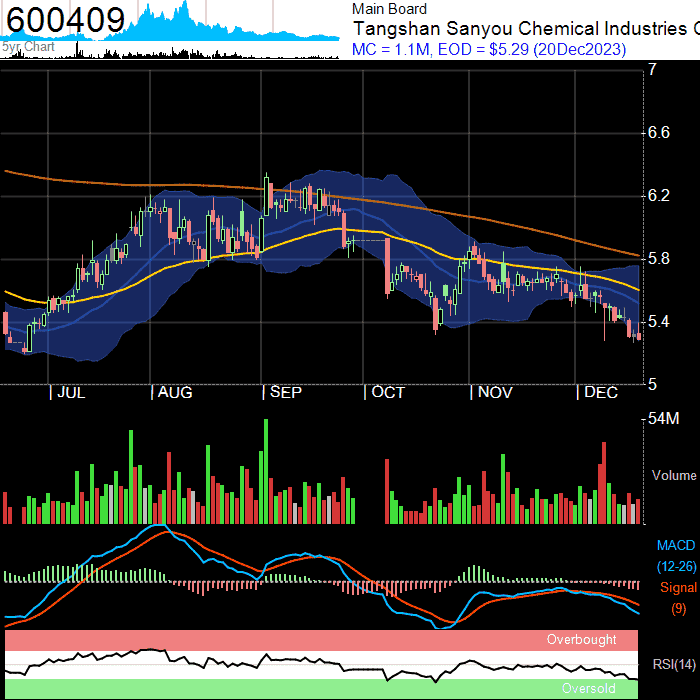 600409
5yr Chart
Main Board
Tangshan Sanyou Chemical Industries C
MC = 1.1M, EOD = $5.29 (20Dec2023)
7
6.6
6.2
5.8
5.4
5
| JUL | AUG | SEP | OCT | NOV | DEC
54M
Volume
MACD
(12-26)
Signal
(9)
Overbought
RSI(14)
Oversold